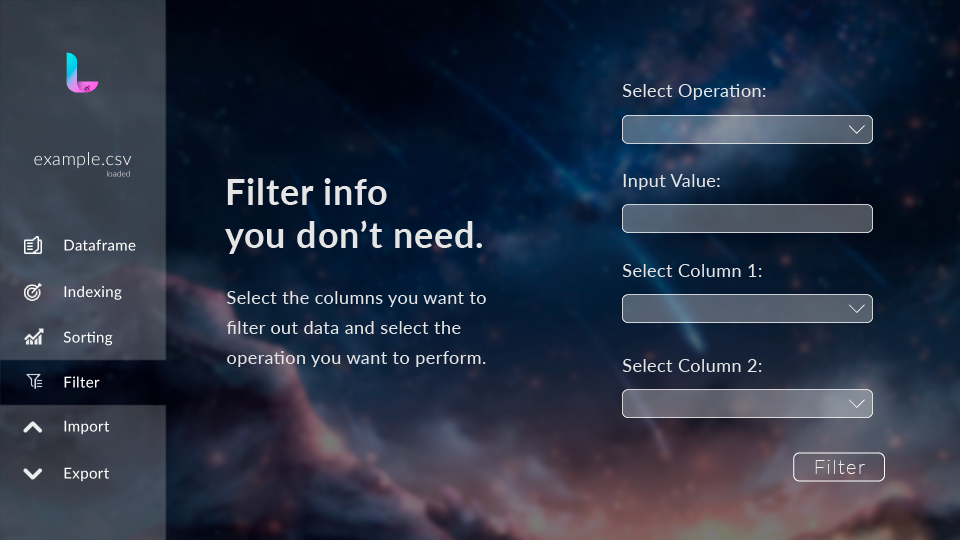 example.csv
loaded
Dataframe
Indexing
Sorting
Filter
Import
Export
Filter info
you don't need.
Select the columns you want to
filter out data and select the
operation you want to perform.
Select Operation:
Input Value:
Select Column 1:
Select Column 2:
Filter